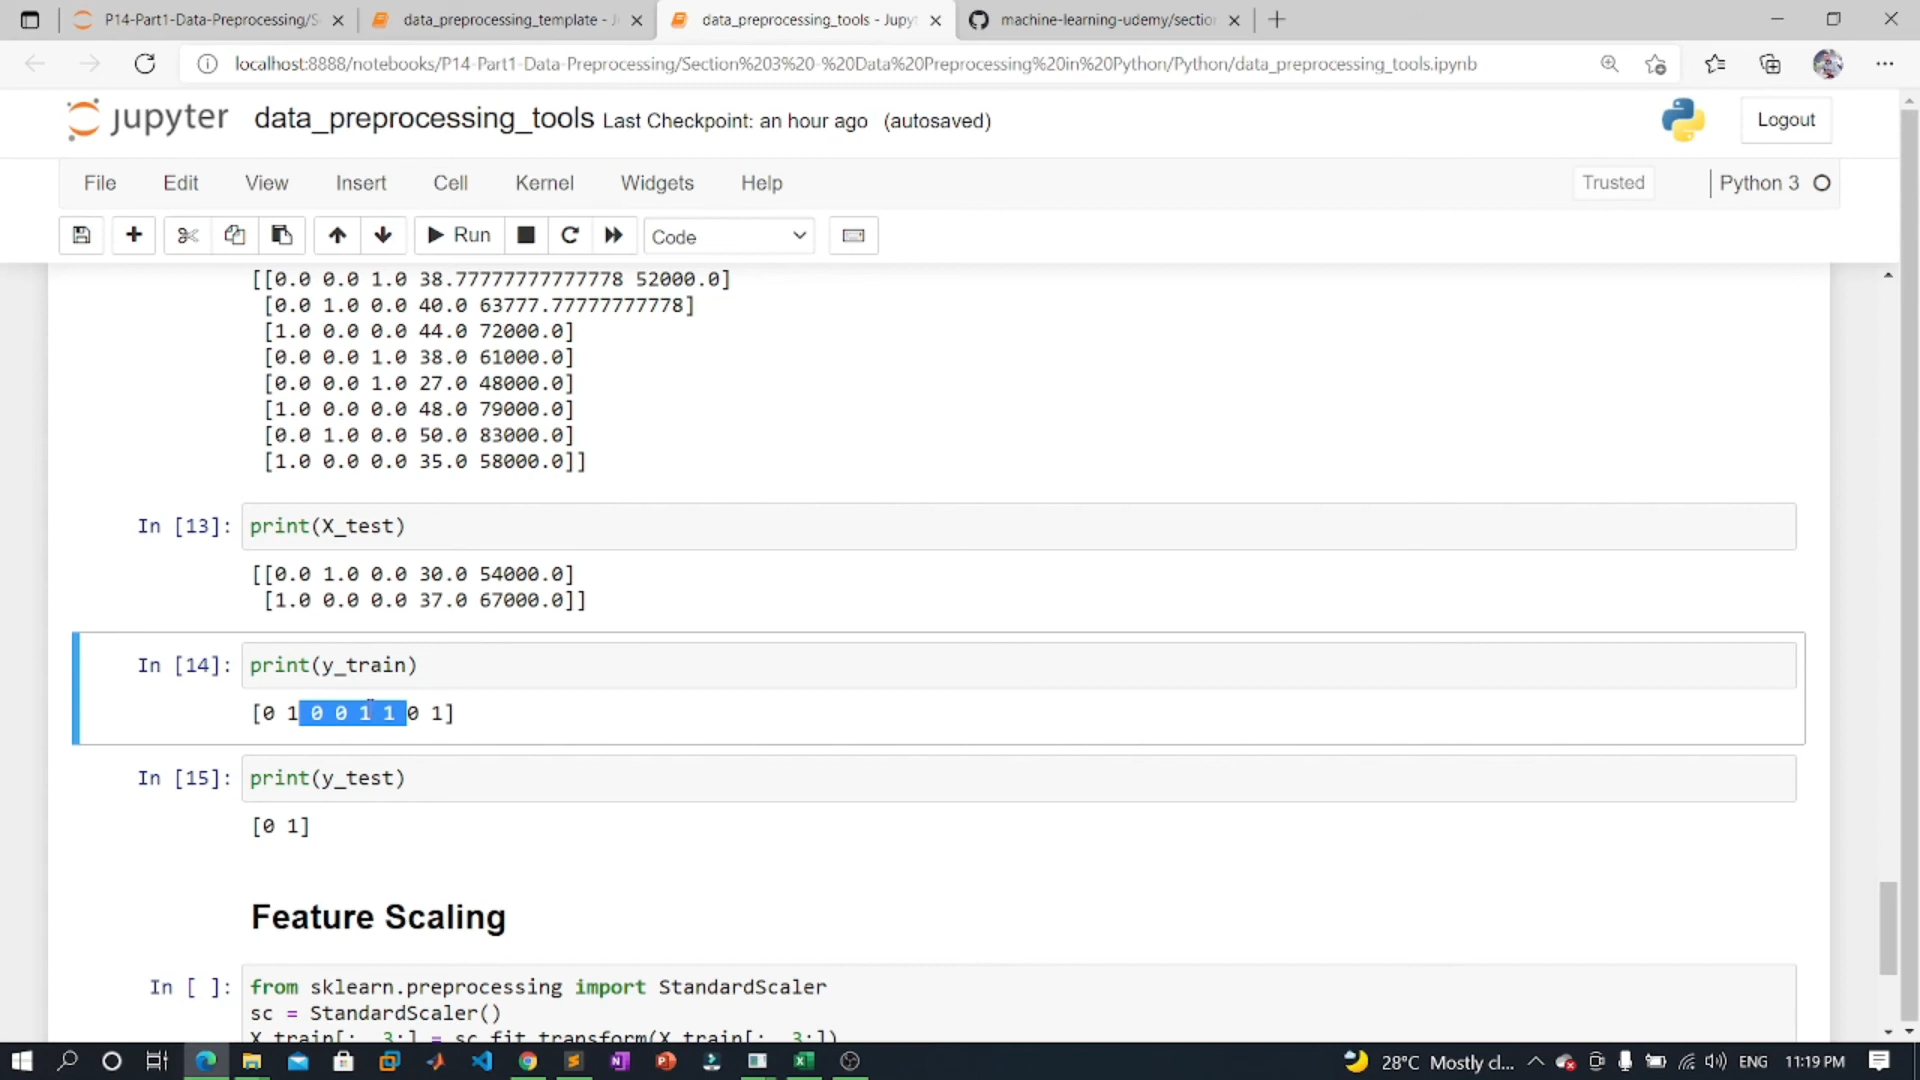 P14-Part1-Data-Preprocessing/S
data_preprocessing_template - J
data_preprocessing_tools - Jupy
machine-learning-udemy/sectio
localhost:8888/notebooks/P14-Part1-Data-Preprocessing/Section%203%20-%20Data%20Preprocessing%20in%20Python/Python/data_preprocessing_tools.ipynb
jupyter data_preprocessing_tools Last Checkpoint: an hour ago (autosaved)
Logout
File Edit View Insert Cell Kernel Widgets Help
Trusted
Python 3
Run
Code
[[0.0 0.0 1.0 38.77777777777778 52000.0]
[0.0 1.0 0.0 40.0 63777.77777777778]
[1.0 0.0 0.0 44.0 72000.0]
[0.0 0.0 1.0 38.0 61000.0]
[0.0 0.0 1.0 27.0 48000.0]
[1.0 0.0 0.0 48.0 79000.0]
[0.0 1.0 0.0 50.0 83000.0]
[1.0 0.0 0.0 35.0 58000.0]]
In [13]: print(X_test)
[[0.0 1.0 0.0 30.0 54000.0]
[1.0 0.0 0.0 37.0 67000.0]]
In [14]: print(y_train)
[0 1 0 0 1 1 0 1]
In [15]: print(y_test)
[0 1]
Feature Scaling
In [ ]: from sklearn.preprocessing import StandardScaler
sc = StandardScaler()
X_train[:, 3:] = sc.fit_transform(X_train[:, 3:])
28°C Mostly cl... ENG 11:19 PM